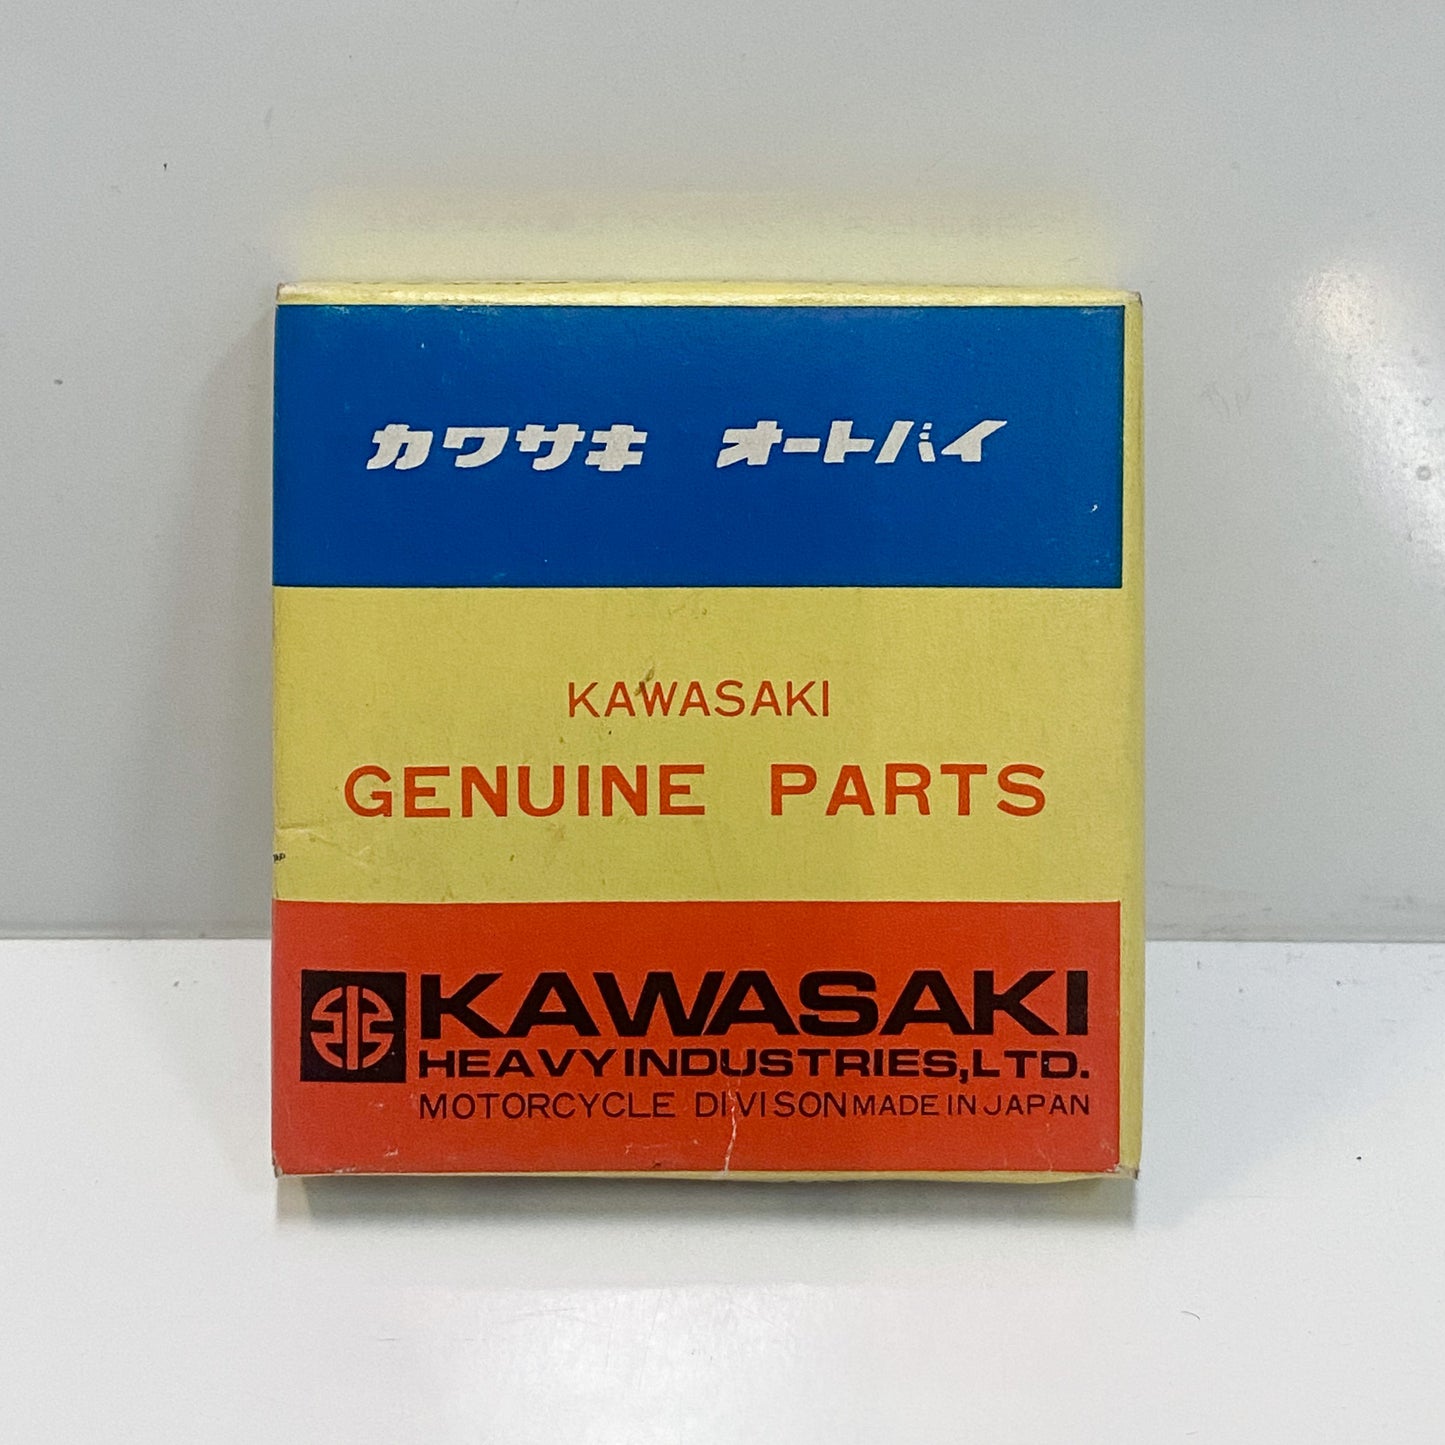 カワサキ オートバイ
KAWASAKI
GENUINE PARTS
KAWASAKI
HEAVY INDUSTRIES, LTD.
MOTORCYCLE DIVISON MADE IN JAPAN